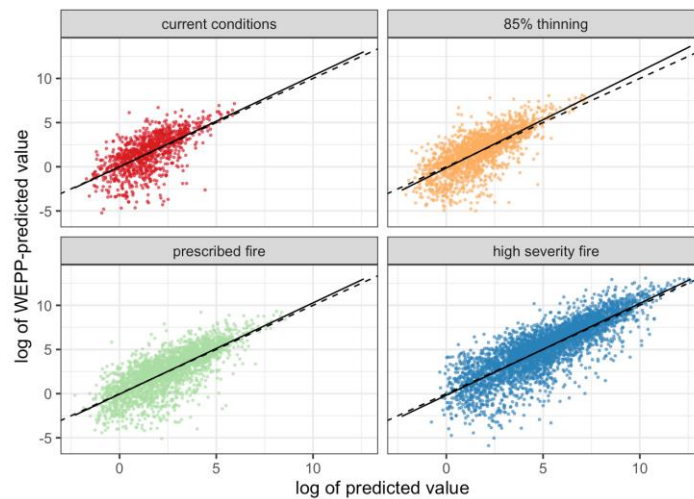 current conditions
85% thinning
10
5
0
-5
prescribed fire
high severity fire
10
5
0
-5
0
5
10
0
5
10
log of WEPP-predicted value
log of predicted value